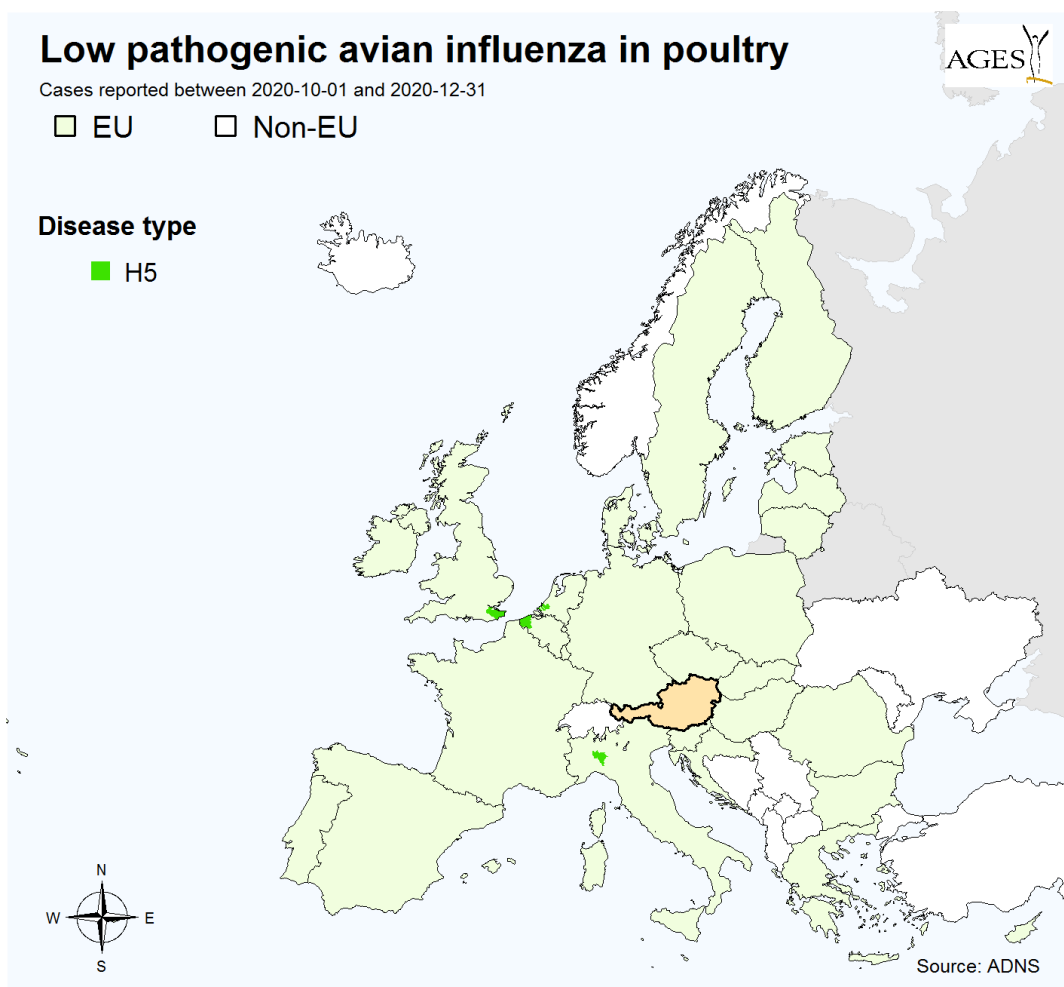 Low pathogenic avian influenza in poultry
AGES
Cases reported between 2020-10-01 and 2020-12-31
EU Non-EU
Disease type
H5
N
W E
S
Source: ADNS